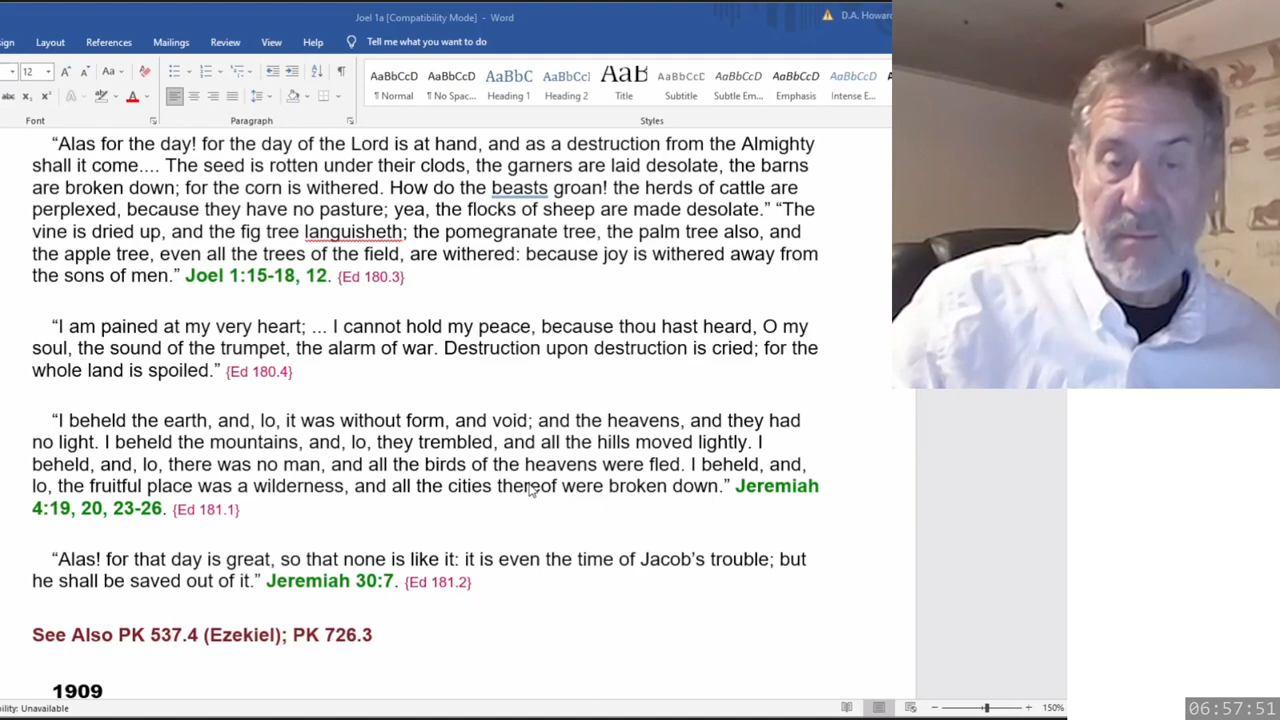 Joel 1a [Compatibility Mode] - Word
D.A. Howard
Layout References Mailings Review View Help Tell me what you want to do
12 Aa
Font Paragraph Styles
AaBbCcD AaBbCcD AaBbC AaBbCcI AaB AaBbCcD AaBbCcD AaBbCcD AaBbCcD
¶ Normal ¶ No Spac... Heading 1 Heading 2 Title Subtitle Subtle Em... Emphasis Intense E...
“Alas for the day! for the day of the Lord is at hand, and as a destruction from the Almighty
shall it come.... The seed is rotten under their clods, the garners are laid desolate, the barns
are broken down; for the corn is withered. How do the beasts groan! the herds of cattle are
perplexed, because they have no pasture; yea, the flocks of sheep are made desolate.” “The
vine is dried up, and the fig tree languisheth; the pomegranate tree, the palm tree also, and
the apple tree, even all the trees of the field, are withered: because joy is withered away from
the sons of men.” Joel 1:15-18, 12. {Ed 180.3}
“I am pained at my very heart; ... I cannot hold my peace, because thou hast heard, O my
soul, the sound of the trumpet, the alarm of war. Destruction upon destruction is cried; for the
whole land is spoiled.” {Ed 180.4}
“I beheld the earth, and, lo, it was without form, and void; and the heavens, and they had
no light. I beheld the mountains, and, lo, they trembled, and all the hills moved lightly. I
beheld, and, lo, there was no man, and all the birds of the heavens were fled. I beheld, and,
lo, the fruitful place was a wilderness, and all the cities thereof were broken down.” Jeremiah
4:19, 20, 23-26. {Ed 181.1}
“Alas! for that day is great, so that none is like it: it is even the time of Jacob’s trouble; but
he shall be saved out of it.” Jeremiah 30:7. {Ed 181.2}
See Also PK 537.4 (Ezekiel); PK 726.3
1909
bility: Unavailable
150%
06:57:51